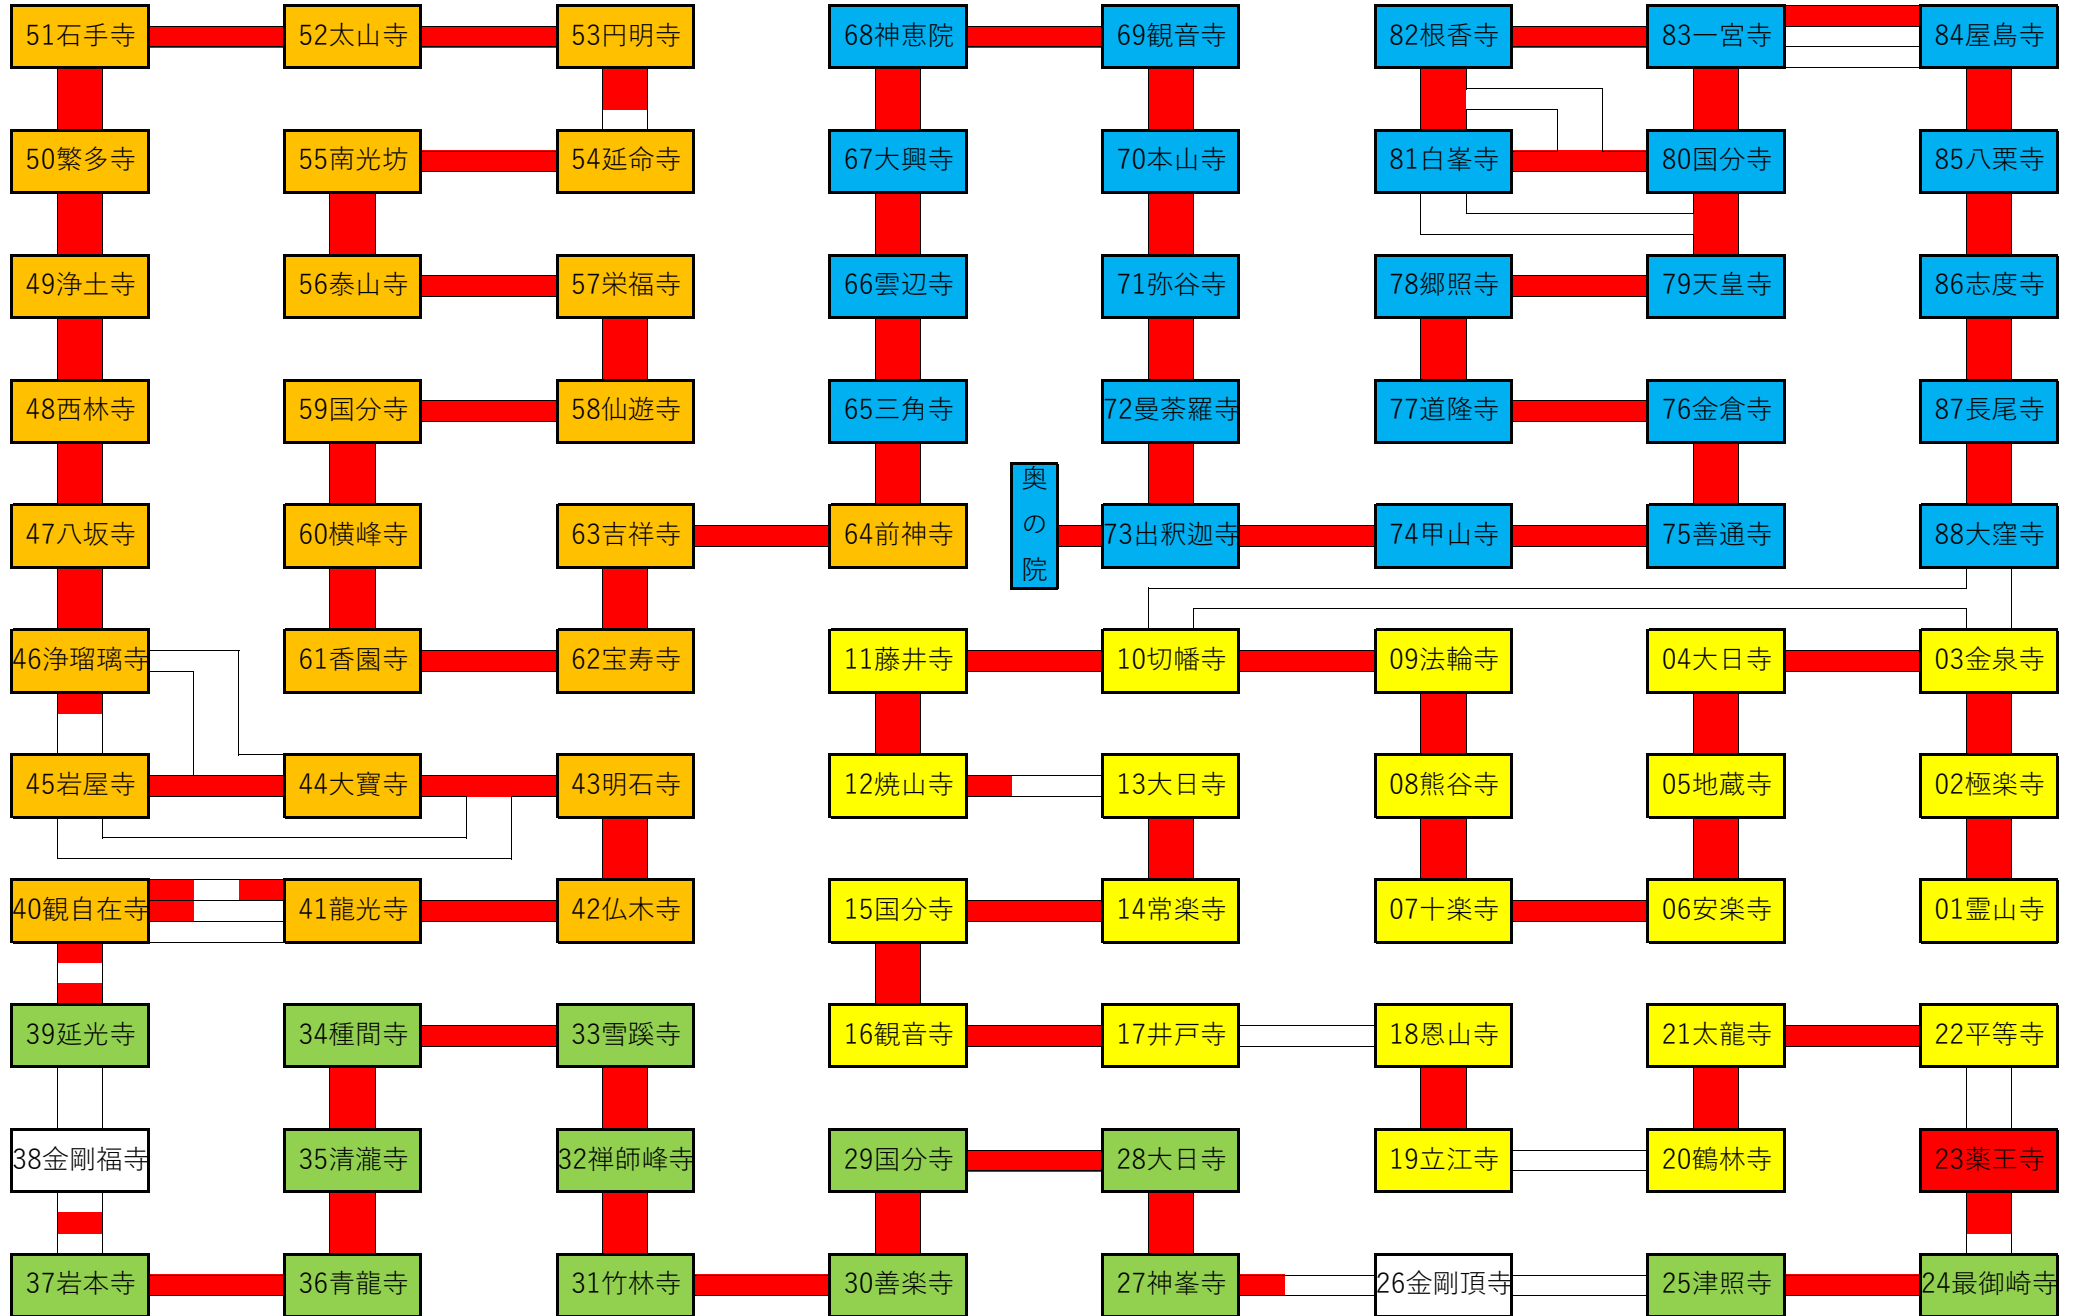 51石手寺 52太山寺 53円明寺 68神恵院 69観音寺 82根香寺 83一宮寺 84屋島寺
50繁多寺 55南光坊 54延命寺 67大興寺 70本山寺 81白峯寺 80国分寺 85八栗寺
49浄土寺 56泰山寺 57栄福寺 66雲辺寺 71弥谷寺 78郷照寺 79天皇寺 86志度寺
48西林寺 59国分寺 58仙遊寺 65三角寺 72曼荼羅寺 77道隆寺 76金倉寺 87長尾寺
奥の院
47八坂寺 60横峰寺 63吉祥寺 64前神寺 73出釈迦寺 74甲山寺 75善通寺 88大窪寺
46浄瑠璃寺 61香園寺 62宝寿寺 11藤井寺 10切幡寺 09法輪寺 04大日寺 03金泉寺
45岩屋寺 44大寶寺 43明石寺 12焼山寺 13大日寺 08熊谷寺 05地蔵寺 02極楽寺
40観自在寺 41龍光寺 42仏木寺 15国分寺 14常楽寺 07十楽寺 06安楽寺 01霊山寺
39延光寺 34種間寺 33雪蹊寺 16観音寺 17井戸寺 18恩山寺 21太龍寺 22平等寺
38金剛福寺 35清瀧寺 32禅師峰寺 29国分寺 28大日寺 19立江寺 20鶴林寺 23薬王寺
37岩本寺 36青龍寺 31竹林寺 30善楽寺 27神峯寺 26金剛頂寺 25津照寺 24最御崎寺